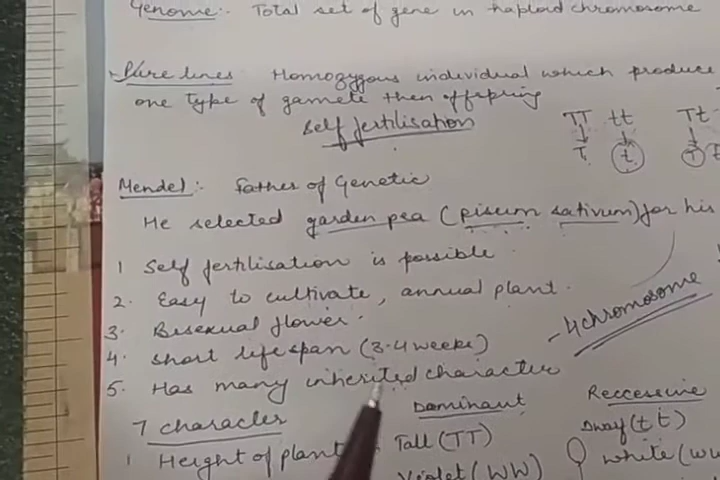 Genome:- Total set of gene in haploid chromosome
Pure lines Homozygous individual which produce
one type of gamete then offspring
Self fertilisation
TT tt Tt
T t T
Mendel:- Father of Genetic
He selected garden pea (pisum sativum) for his
1 Self fertilisation is possible
2. Easy to cultivate, annual plant.
3. Bisexual flower.
- 4 chromosome
4. short life span (3-4 weeks)
5. Has many inherited character
7 character Dominant Reccessive
1 Height of plant Tall (TT) Dwaf (tt)
Violet (WW) white (ww